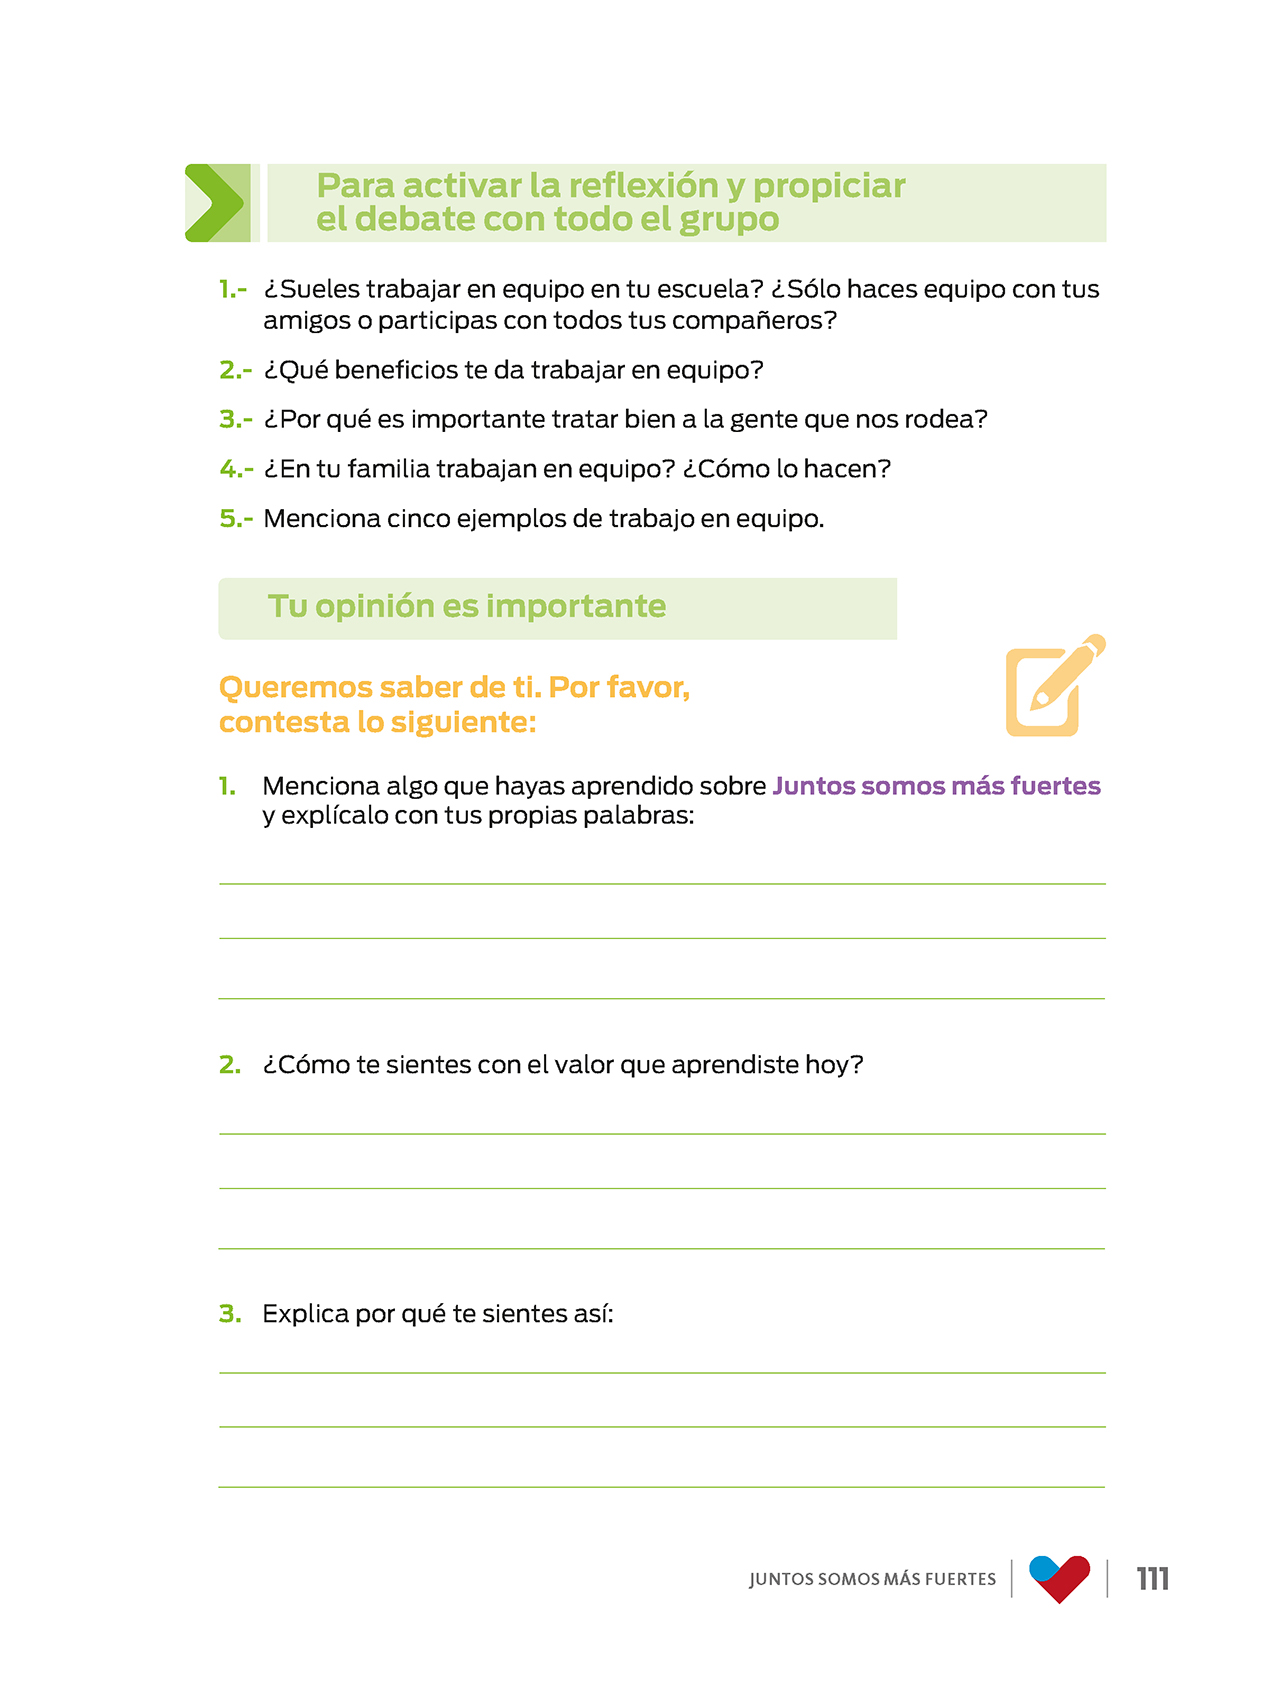 Para activar la reflexión y propiciar
el debate con todo el grupo
1.- ¿Sueles trabajar en equipo en tu escuela? ¿Sólo haces equipo con tus
amigos o participas con todos tus compañeros?
2.- ¿Qué beneficios te da trabajar en equipo?
3.- ¿Por qué es importante tratar bien a la gente que nos rodea?
4.- ¿En tu familia trabajan en equipo? ¿Cómo lo hacen?
5.- Menciona cinco ejemplos de trabajo en equipo.
Tu opinión es importante
Queremos saber de ti. Por favor,
contesta lo siguiente:
1. Menciona algo que hayas aprendido sobre Juntos somos más fuertes
y explícalo con tus propias palabras:
2. ¿Cómo te sientes con el valor que aprendiste hoy?
3. Explica por qué te sientes así:
JUNTOS SOMOS MÁS FUERTES 111